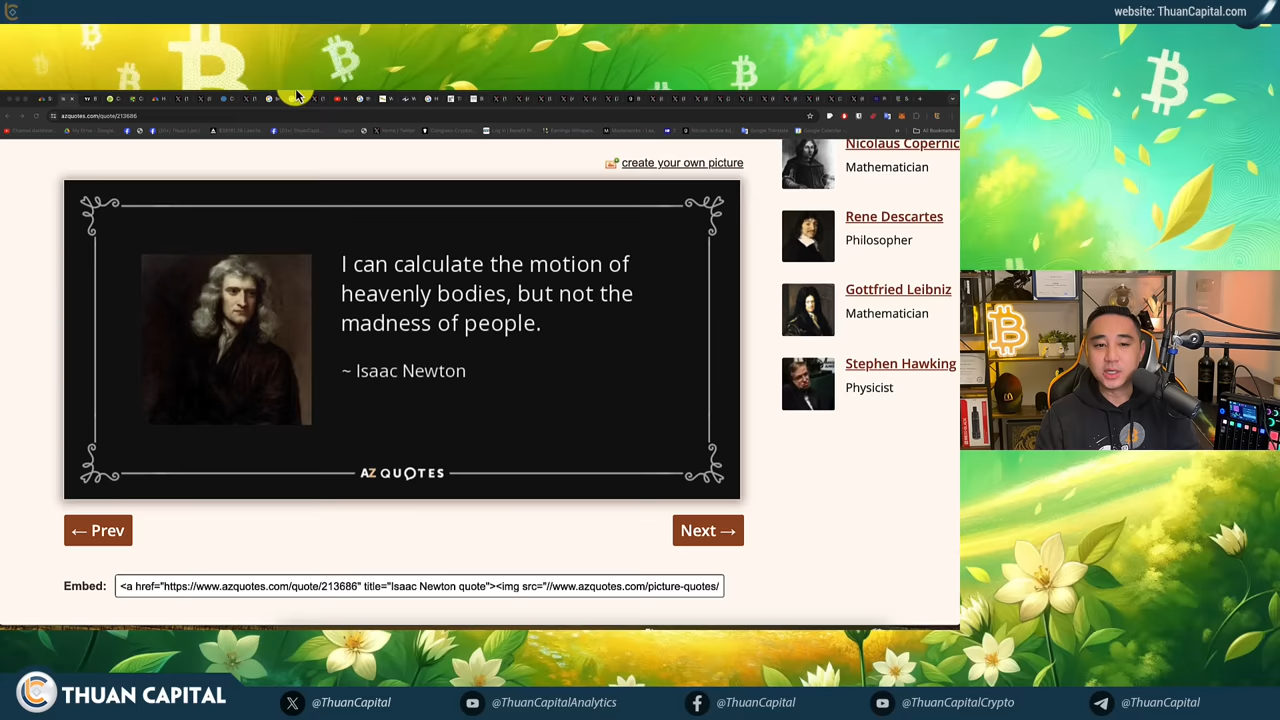 website: ThuanCapital.com
azquotes.com/quote/213686
All Bookmarks
create your own picture
Nicolaus Copernic
Mathematician
I can calculate the motion of
heavenly bodies, but not the
madness of people.
~ Isaac Newton
AZ QUOTES
Rene Descartes
Philosopher
Gottfried Leibniz
Mathematician
Stephen Hawking
Physicist
← Prev
Next →
Embed: <a href="https://www.azquotes.com/quote/213686" title="Isaac Newton quote"><img src="//www.azquotes.com/picture-quotes/
THUAN CAPITAL
@ThuanCapital
@ThuanCapitalAnalytics
@ThuanCapital
@ThuanCapitalCrypto
@ThuanCapital